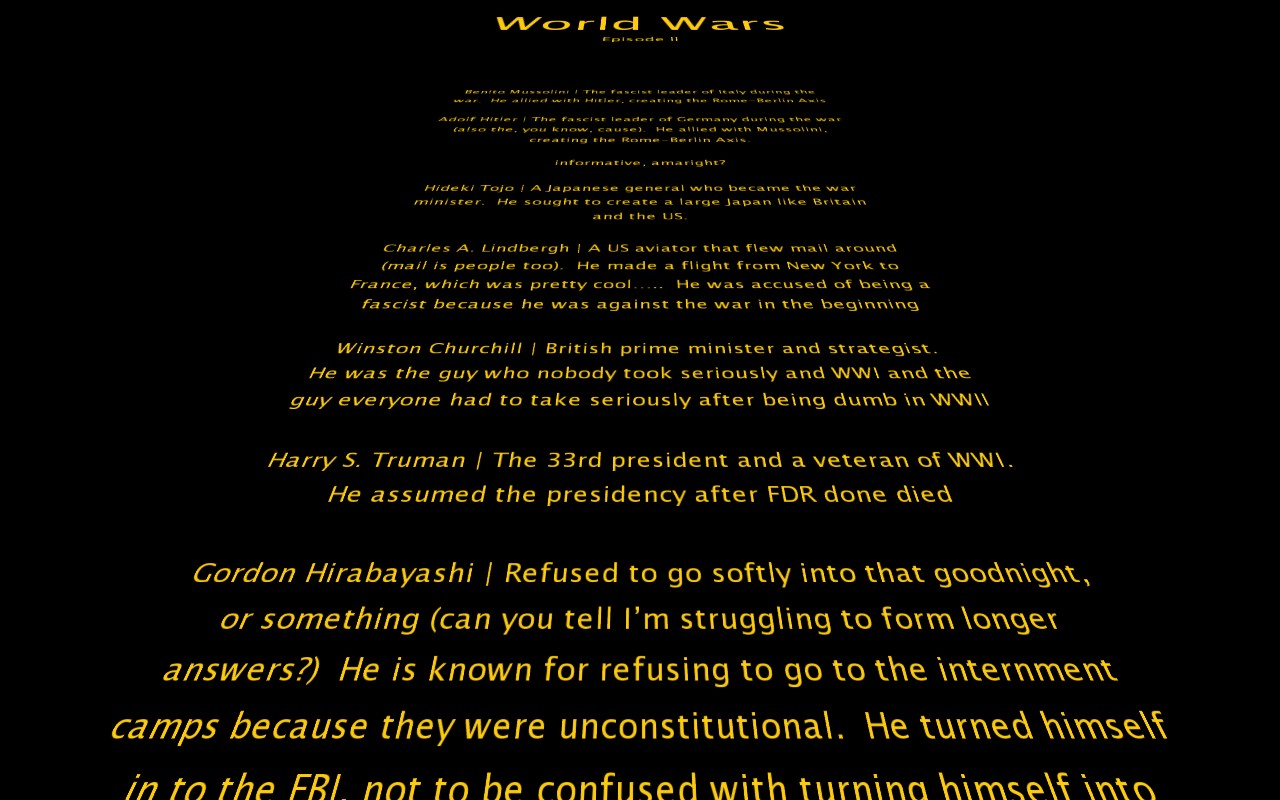 World Wars
Episode II
Benito Mussolini | The fascist leader of Italy during the
war.  He allied with Hitler, creating the Rome-Berlin Axis
Adolf Hitler | The fascist leader of Germany during the war
(also the, you know, cause).  He allied with Mussolini,
creating the Rome-Berlin Axis.
Informative, amaright?
Hideki Tojo | A Japanese general who became the war
minister.  He sought to create a large Japan like Britain
and the US.
Charles A. Lindbergh | A US aviator that flew mail around
(mail is people too).  He made a flight from New York to
France, which was pretty cool.....  He was accused of being a
fascist because he was against the war in the beginning
Winston Churchill | British prime minister and strategist.
He was the guy who nobody took seriously and WWI and the
guy everyone had to take seriously after being dumb in WWII
Harry S. Truman | The 33rd president and a veteran of WWI.
He assumed the presidency after FDR done died
Gordon Hirabayashi | Refused to go softly into that goodnight,
or something (can you tell I’m struggling to form longer
answers?)  He is known for refusing to go to the internment
camps because they were unconstitutional.  He turned himself
in to the FBI, not to be confused with turning himself into